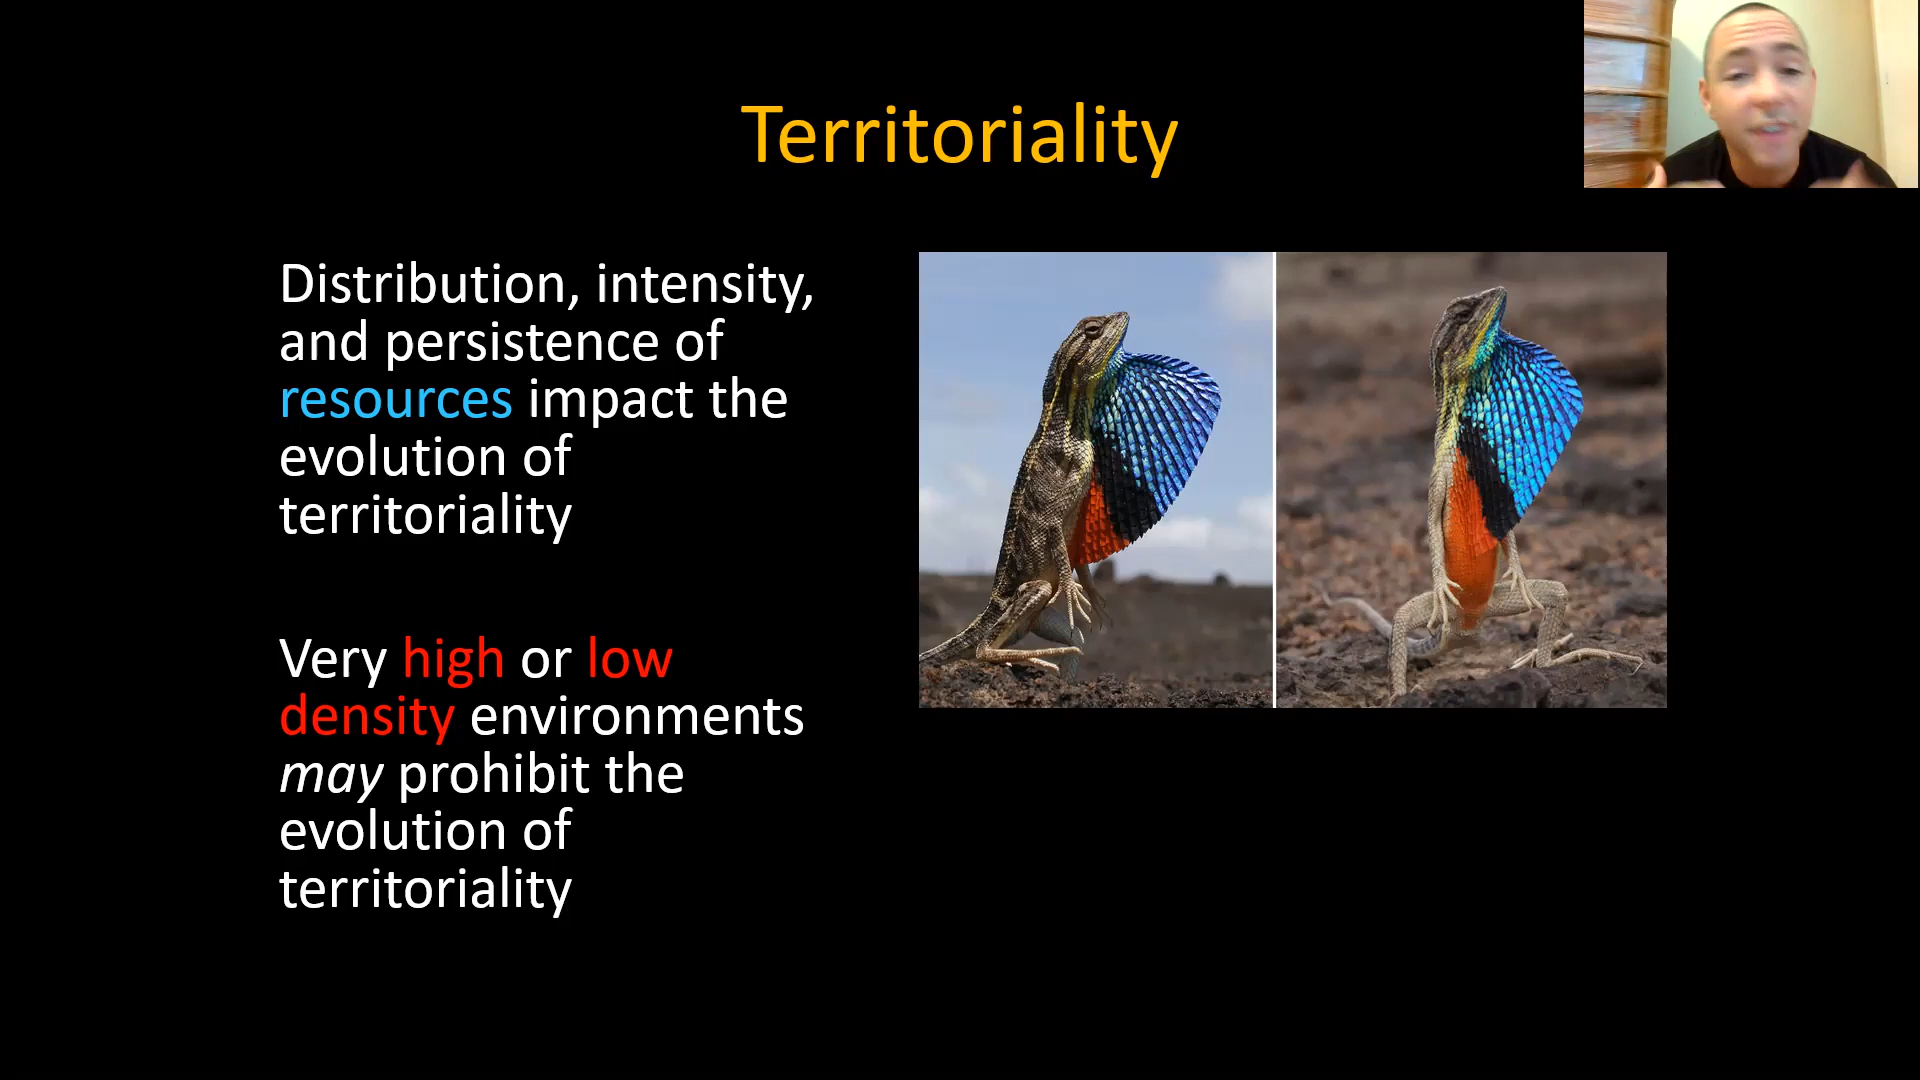 Territoriality
Distribution, intensity,
and persistence of
resources impact the
evolution of
territoriality
Very high or low
density environments
may prohibit the
evolution of
territoriality